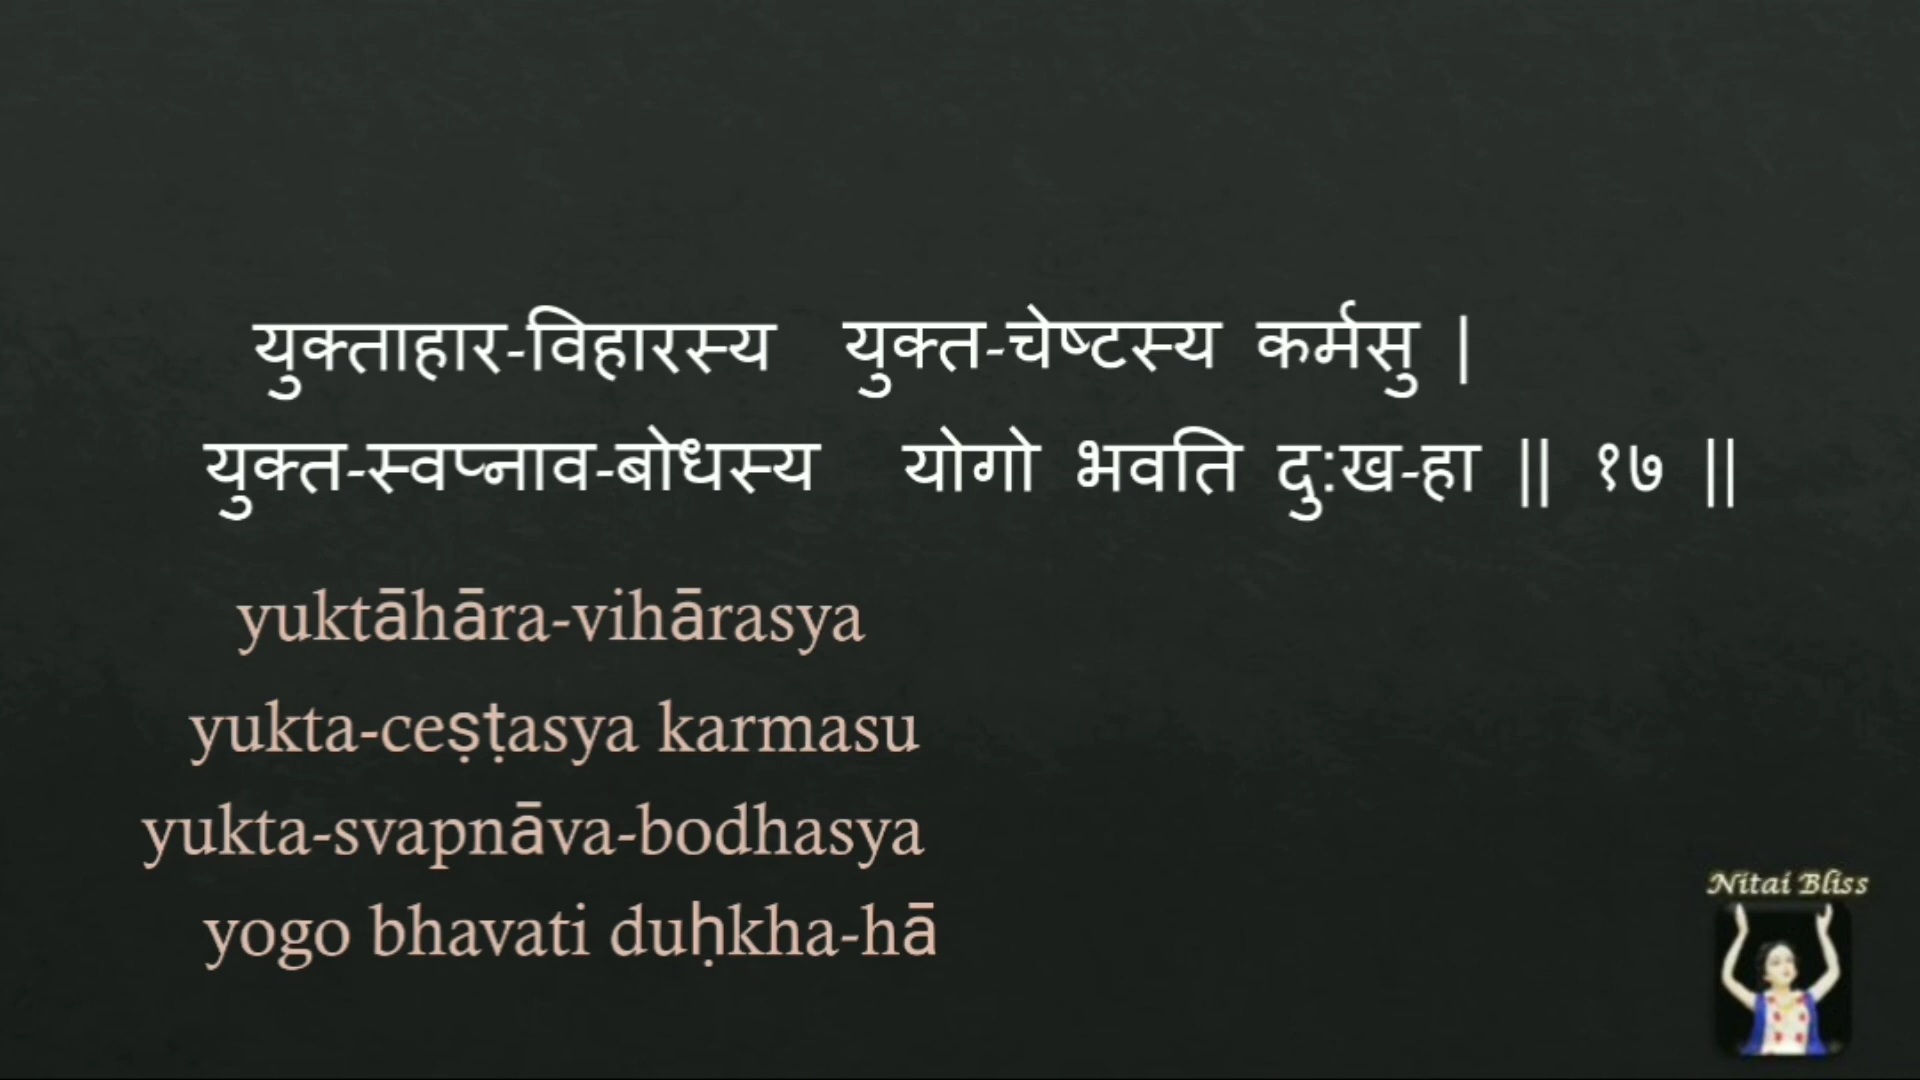 युक्ताहार-विहारस्य युक्त-चेष्टस्य कर्मसु |
युक्त-स्वप्नाव-बोधस्य योगो भवति दु:ख-हा || १७ ||
yuktāhāra-vihārasya
yukta-ceṣṭasya karmasu
yukta-svapnāva-bodhasya
yogo bhavati duḥkha-hā
Nitai Bliss